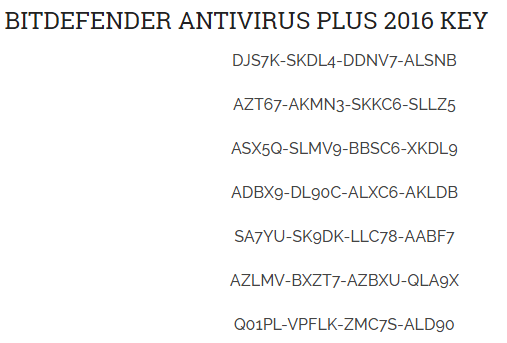 BITDEFENDER ANTIVIRUS PLUS 2016 KEY
DJS7K-SKDL4-DDNV7-ALSNB
AZT67-AKMN3-SKKC6-SLLZ5
ASX5Q-SLMV9-BBSC6-XKDL9
ADBX9-DL90C-ALXC6-AKLDB
SA7YU-SK9DK-LLC78-AABF7
AZLMV-BXZT7-AZBXU-QLA9X
Q01PL-VPFLK-ZMC7S-ALD90